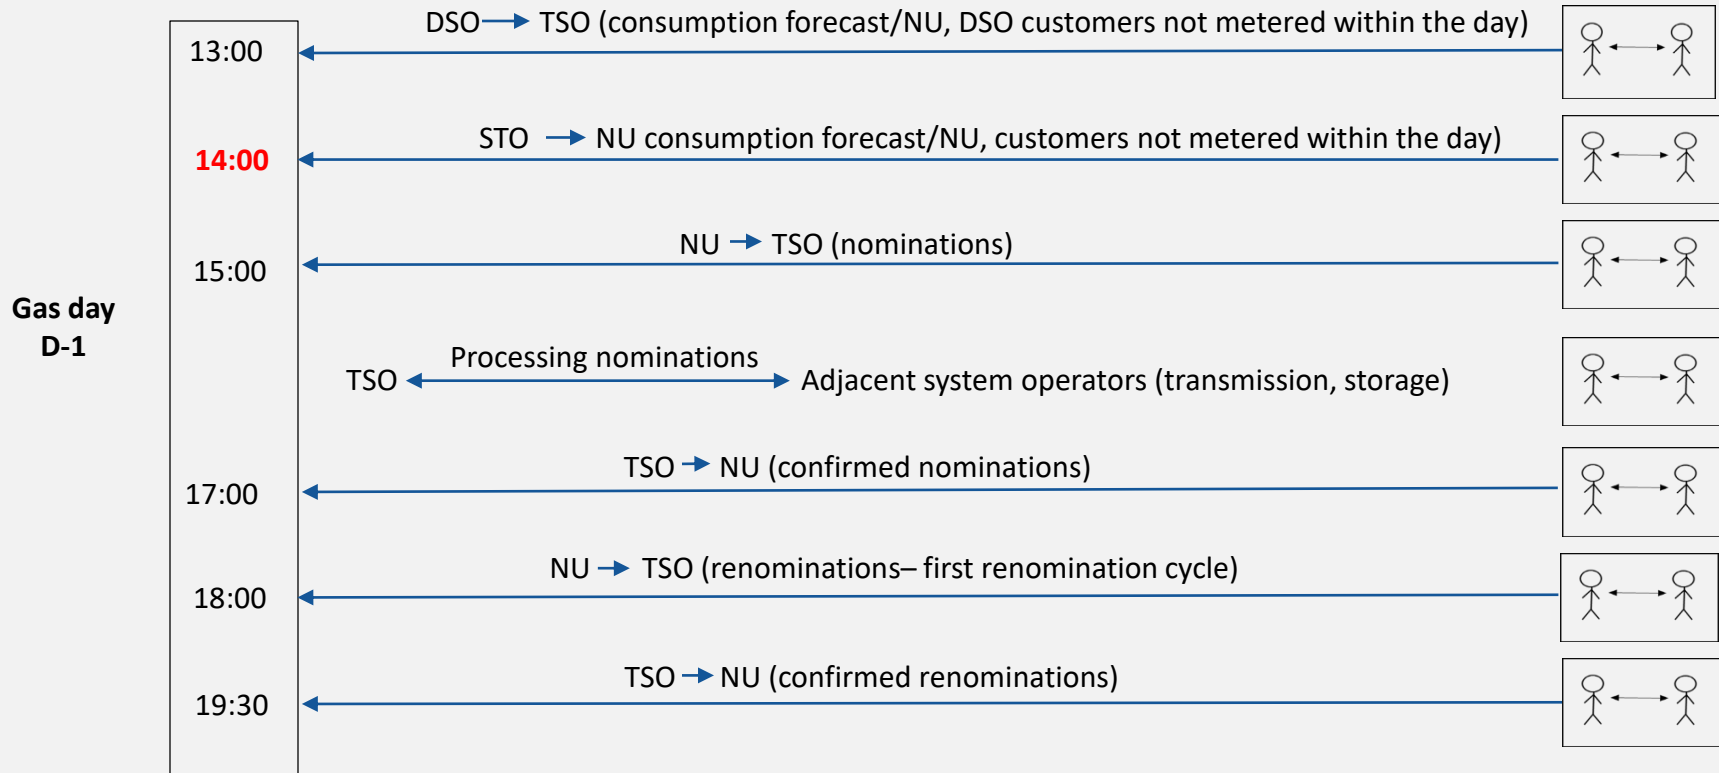 DSO → TSO (consumption forecast/NU, DSO customers not metered within the day)
13:00
STO → NU consumption forecast/NU, customers not metered within the day)
14:00
NU → TSO (nominations)
15:00
Gas day
D-1
Processing nominations
TSO ↔ Adjacent system operators (transmission, storage)
TSO → NU (confirmed nominations)
17:00
NU → TSO (renominations– first renomination cycle)
18:00
TSO → NU (confirmed renominations)
19:30